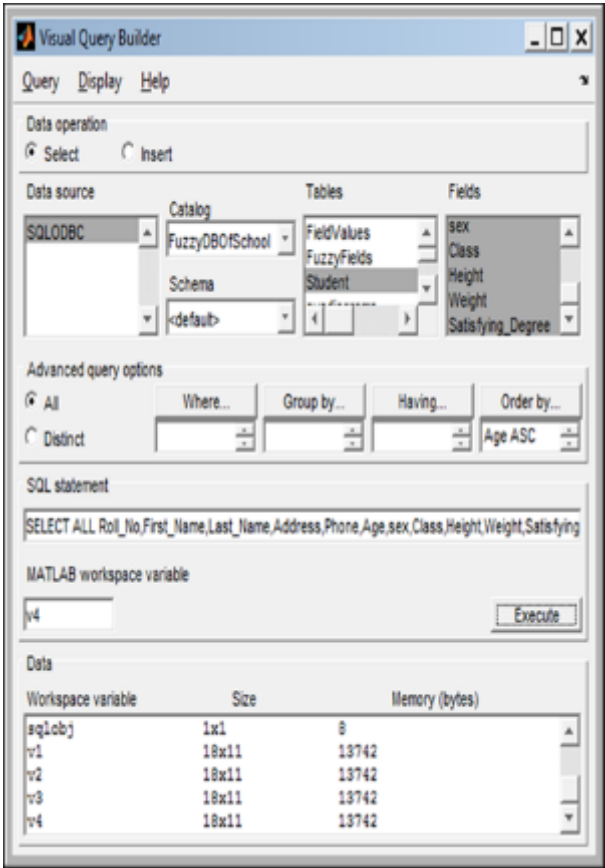 Visual Query Builder
Query Display Help
Data operation
Select Insert
Data source
SQLODBC
Catalog
FuzzyDBOfSchool
Schema
<default>
Tables
FieldValues
FuzzyFields
Student
Fields
sex
Class
Height
Weight
Satisfying_Degree
Advanced query options
All
Distinct
Where...
Group by...
Having...
Order by...
Age ASC
SQL statement
SELECT ALL Roll_No,First_Name,Last_Name,Address,Phone,Age,sex,Class,Height,Weight,Satisfying
MATLAB workspace variable
v4
Execute
Data
Workspace variable Size Memory (bytes)
sqlobj 1x1 8
v1 18x11 13742
v2 18x11 13742
v3 18x11 13742
v4 18x11 13742